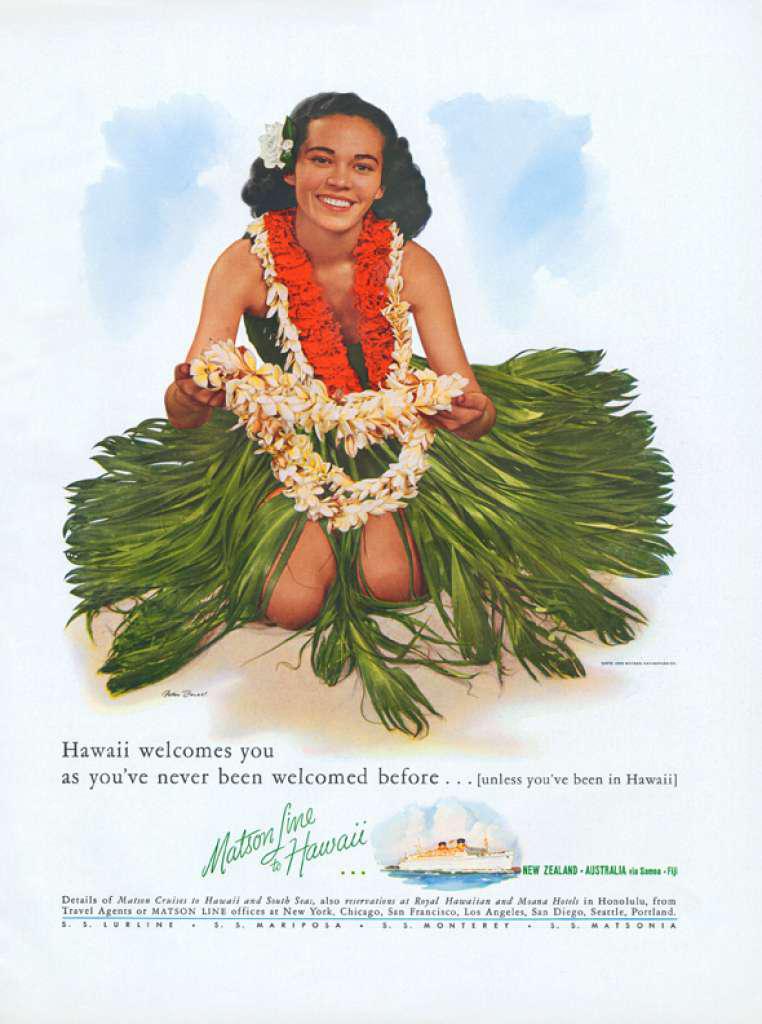 Hawaii welcomes you
as you've never been welcomed before . . . [unless you've been in Hawaii]
Matson Line
to Hawaii . . .
NEW ZEALAND • AUSTRALIA via Samoa • Fiji
Details of Matson Cruises to Hawaii and South Seas, also reservations at Royal Hawaiian and Moana Hotels in Honolulu, from
Travel Agents or MATSON LINE offices at New York, Chicago, San Francisco, Los Angeles, San Diego, Seattle, Portland.
S. S. LURLINE • S. S. MARIPOSA • S. S. MONTEREY • S. S. MATSONIA